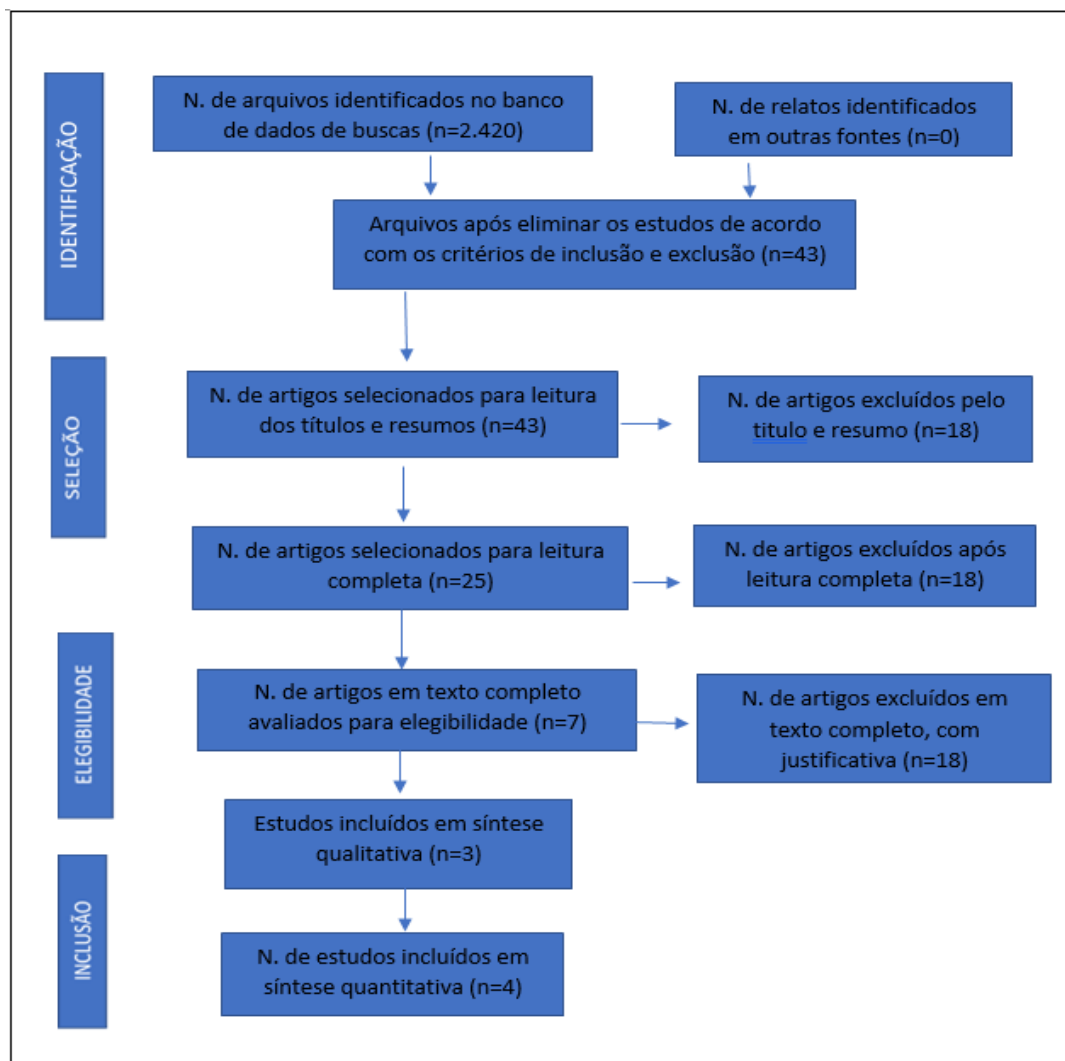 IDENTIFICAÇÃO
N. de arquivos identificados no banco
de dados de buscas (n=2.420)
N. de relatos identificados
em outras fontes (n=0)
Arquivos após eliminar os estudos de acordo
com os critérios de inclusão e exclusão (n=43)
SELEÇÃO
N. de artigos selecionados para leitura
dos títulos e resumos (n=43)
N. de artigos excluídos pelo
titulo e resumo (n=18)
N. de artigos selecionados para leitura
completa (n=25)
N. de artigos excluídos após
leitura completa (n=18)
ELEGIBILIDADE
N. de artigos em texto completo
avaliados para elegibilidade (n=7)
N. de artigos excluídos em
texto completo, com
justificativa (n=18)
Estudos incluídos em síntese
qualitativa (n=3)
INCLUSÃO
N. de estudos incluídos em
síntese quantitativa (n=4)